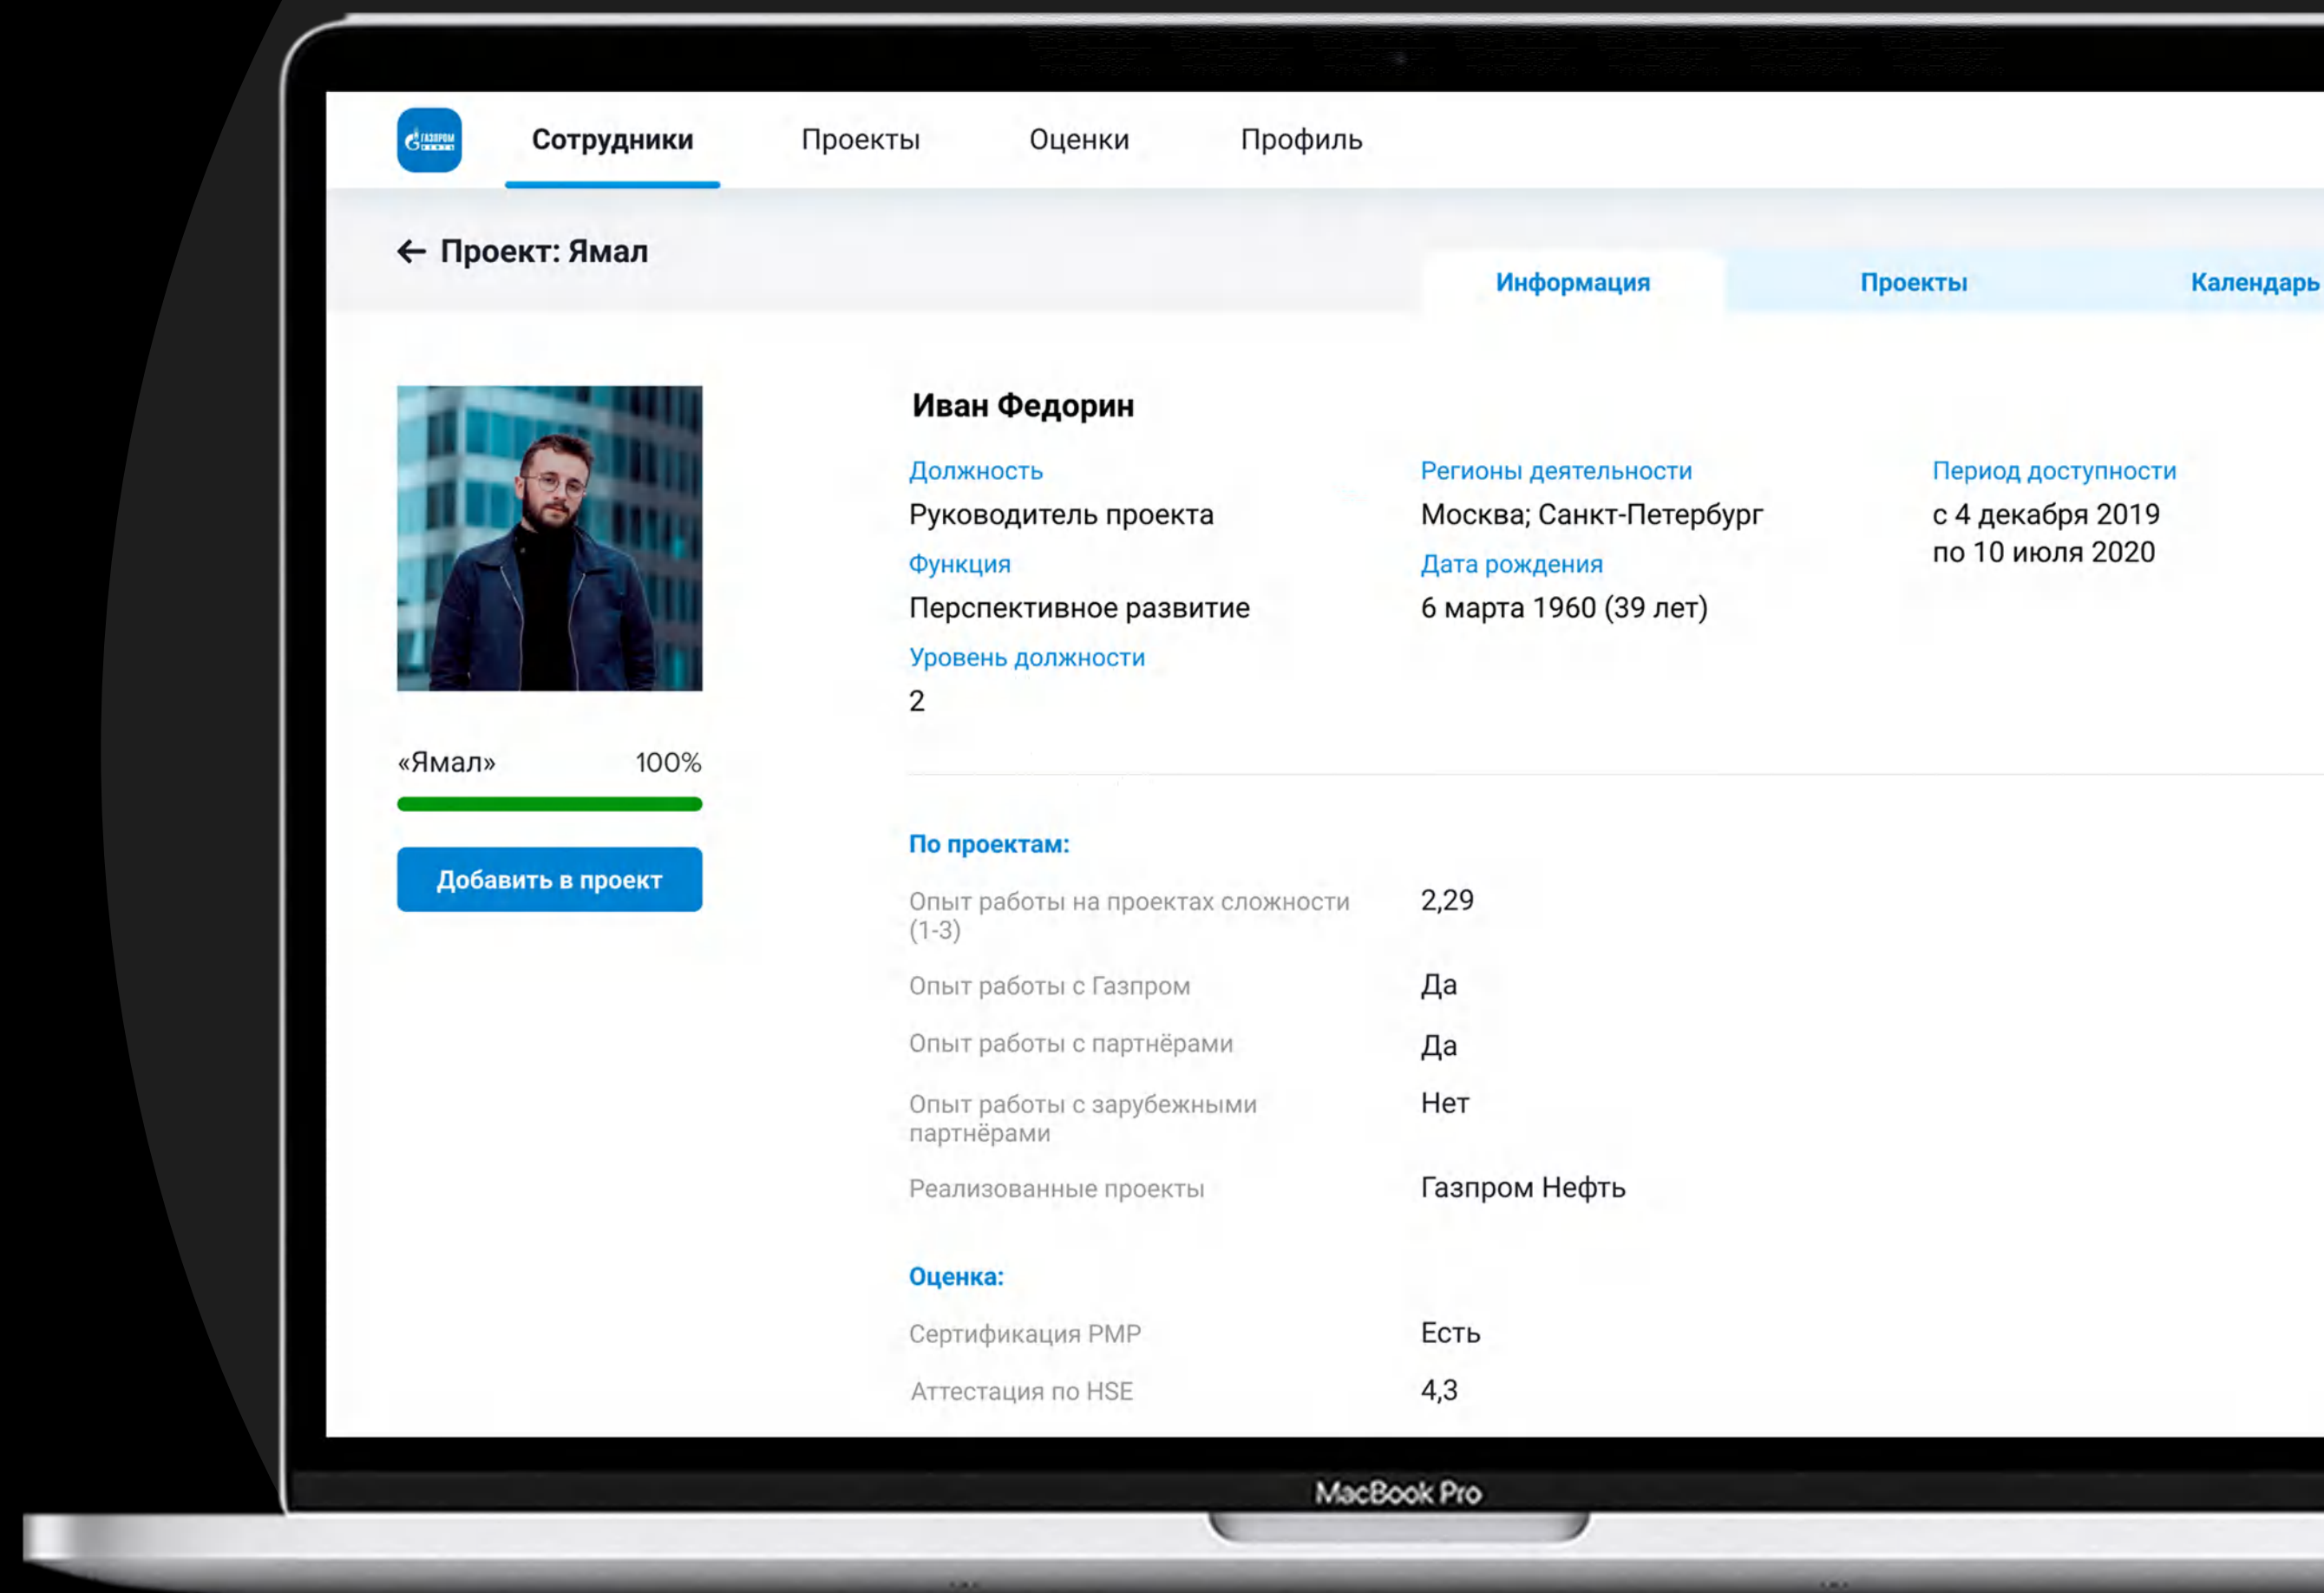 ГАЗПРОМ
НЕФТЬ
Сотрудники
Проекты
Оценки
Профиль
← Проект: Ямал
Информация
Проекты
Календарь
Иван Федорин
Должность
Руководитель проекта
Функция
Перспективное развитие
Уровень должности
2
Регионы деятельности
Москва; Санкт-Петербург
Дата рождения
6 марта 1960 (39 лет)
Период доступности
с 4 декабря 2019
по 10 июля 2020
«Ямал» 100%
Добавить в проект
По проектам:
Опыт работы на проектах сложности
(1-3)
2,29
Опыт работы с Газпром
Да
Опыт работы с партнёрами
Да
Опыт работы с зарубежными
партнёрами
Нет
Реализованные проекты
Газпром Нефть
Оценка:
Сертификация PMP
Есть
Аттестация по HSE
4,3
MacBook Pro